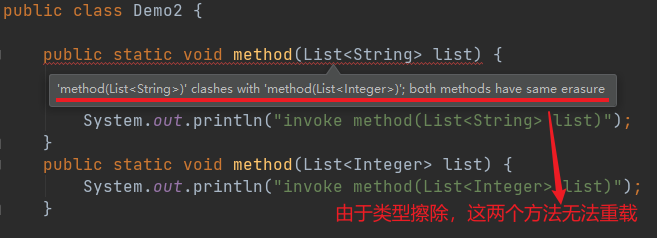 public class Demo2 {
public static void method(List<String> list) {
'method(List<String>)' clashes with 'method(List<Integer>)'; both methods have same erasure
System.out.println("invoke method(List<String> list)");
}
public static void method(List<Integer> list) {
System.out.println("invoke method(List<Integer> list)");
}
由于类型擦除，这两个方法无法重载